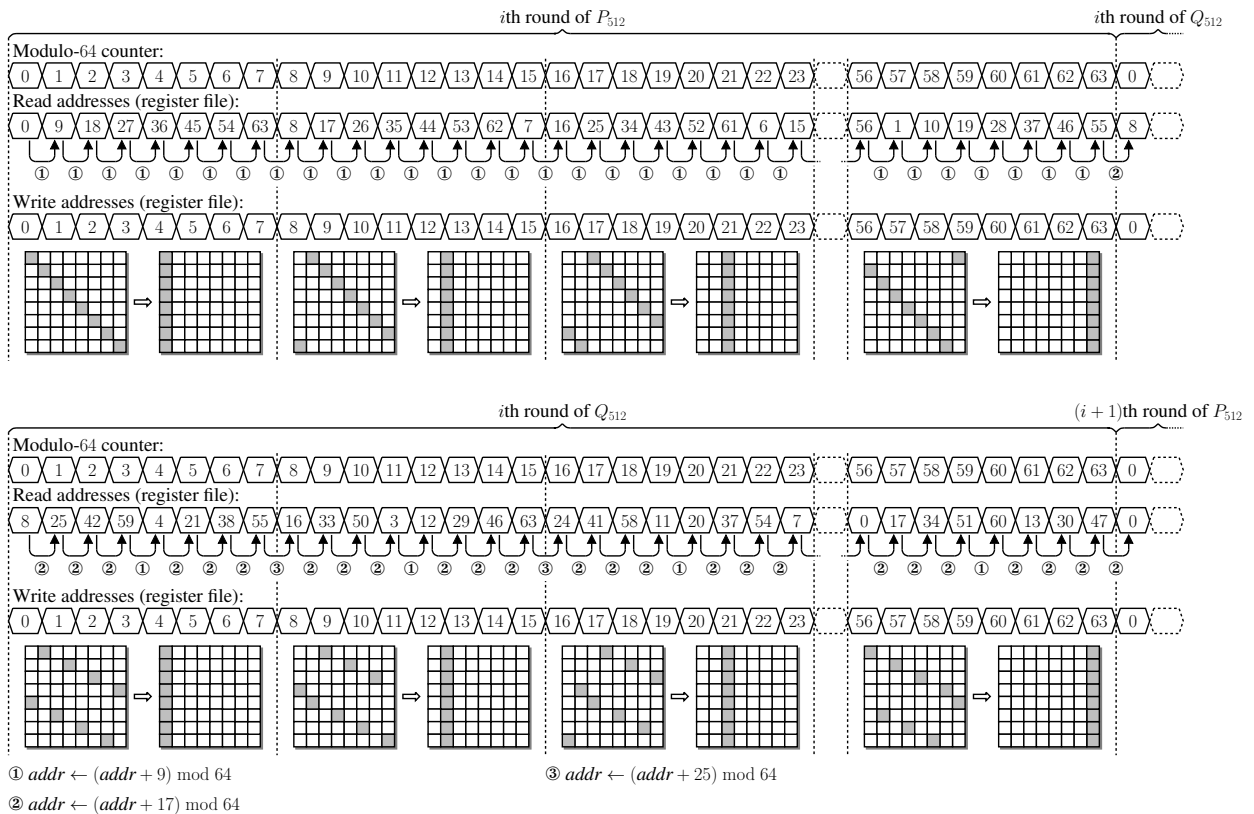 ith round of P512 ith round of Q512
Modulo-64 counter:
0 1 2 3 4 5 6 7 8 9 10 11 12 13 14 15 16 17 18 19 20 21 22 23 56 57 58 59 60 61 62 63 0
Read addresses (register file):
0 9 18 27 36 45 54 63 8 17 26 35 44 53 62 7 16 25 34 43 52 61 6 15 56 1 10 19 28 37 46 55 8
① ① ① ① ① ① ① ① ① ① ① ① ① ① ① ① ① ① ① ① ① ① ① ① ① ① ① ① ① ① ②
Write addresses (register file):
0 1 2 3 4 5 6 7 8 9 10 11 12 13 14 15 16 17 18 19 20 21 22 23 56 57 58 59 60 61 62 63 0
ith round of Q512 (i + 1)th round of P512
Modulo-64 counter:
0 1 2 3 4 5 6 7 8 9 10 11 12 13 14 15 16 17 18 19 20 21 22 23 56 57 58 59 60 61 62 63 0
Read addresses (register file):
8 25 42 59 4 21 38 55 16 33 50 3 12 29 46 63 24 41 58 11 20 37 54 7 0 17 34 51 60 13 30 47 0
② ② ② ① ② ② ② ③ ② ② ② ① ② ② ② ③ ② ② ② ① ② ② ② ② ② ② ① ② ② ② ②
Write addresses (register file):
0 1 2 3 4 5 6 7 8 9 10 11 12 13 14 15 16 17 18 19 20 21 22 23 56 57 58 59 60 61 62 63 0
① addr ← (addr + 9) mod 64 ③ addr ← (addr + 25) mod 64
② addr ← (addr + 17) mod 64